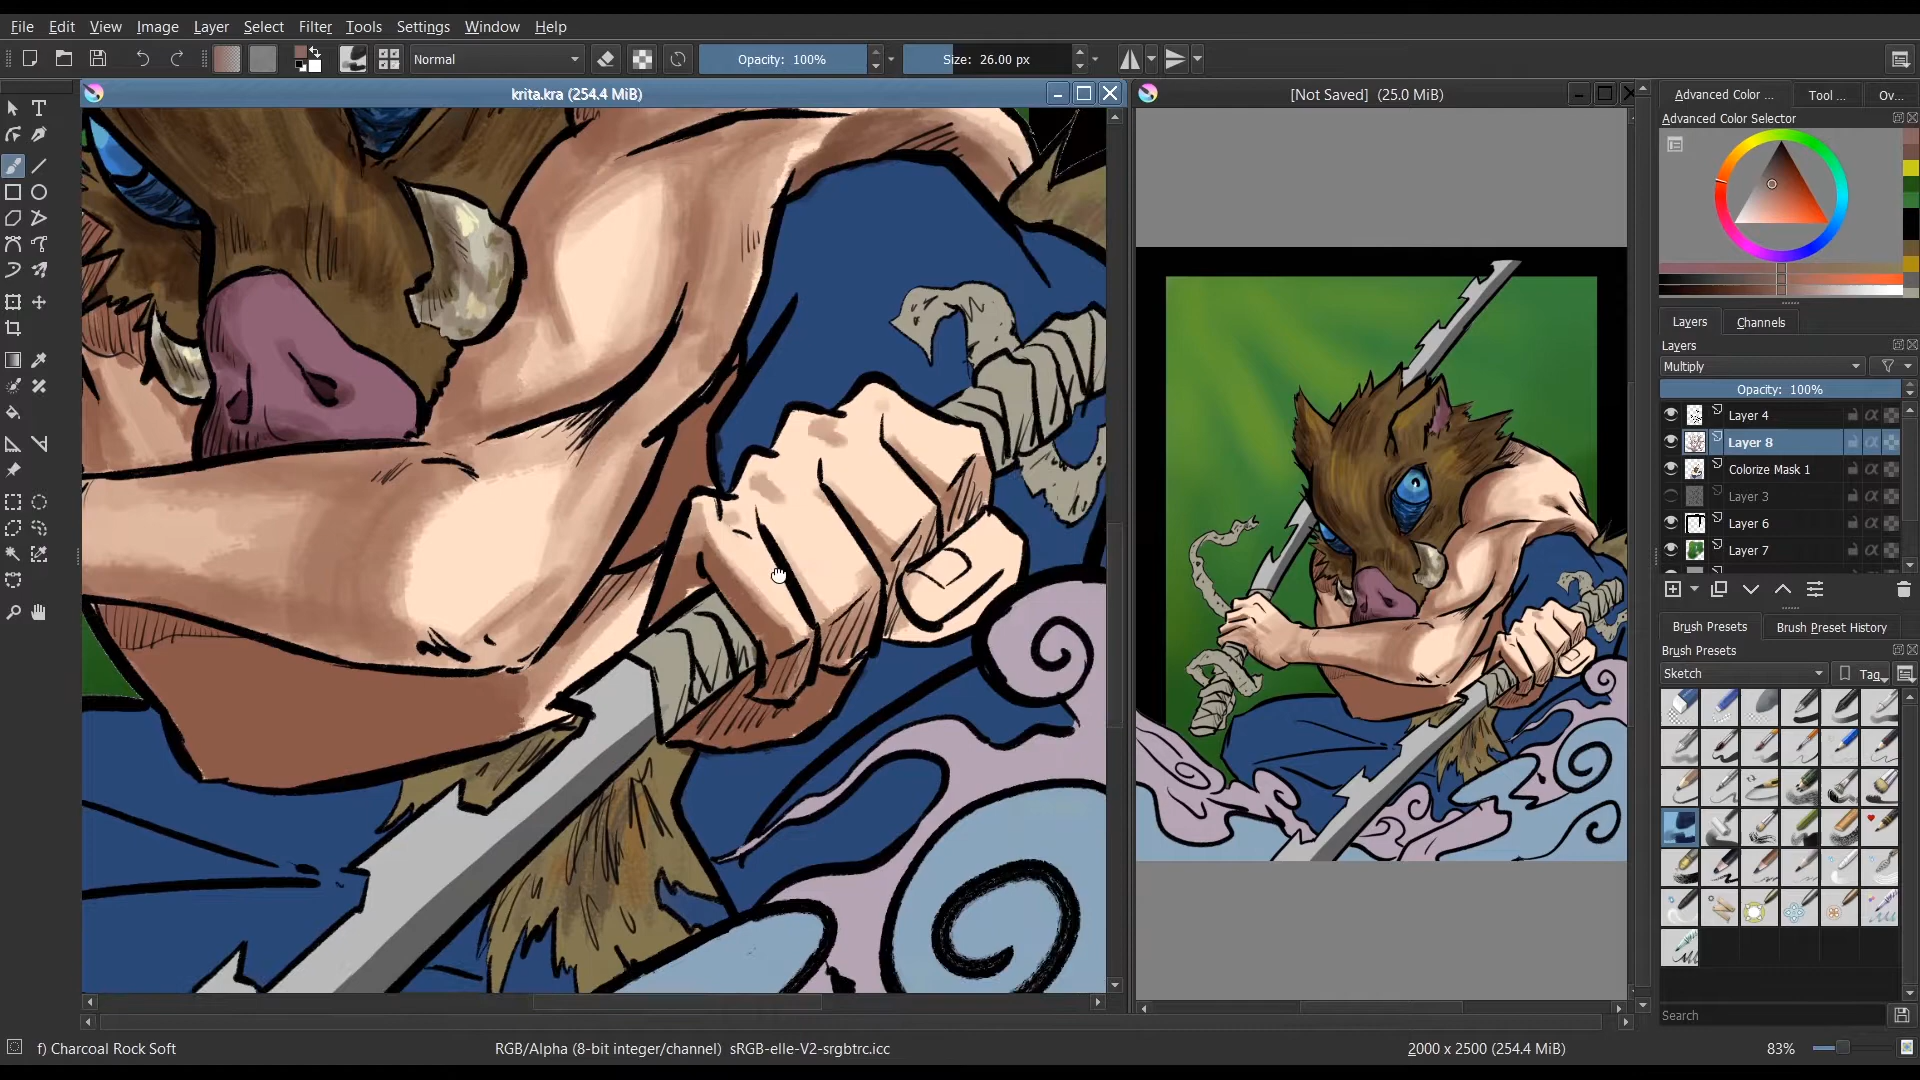 File Edit View Image Layer Select Filter Tools Settings Window Help
Normal
Opacity: 100%
Size: 26.00 px
krita.kra (254.4 MiB)
[Not Saved] (25.0 MiB)
Advanced Color ...
Tool ...
Ov...
Advanced Color Selector
Layers
Channels
Layers
Multiply
Opacity: 100%
Layer 4
Layer 8
Colorize Mask 1
Layer 3
Layer 6
Layer 7
Brush Presets
Brush Preset History
Brush Presets
Sketch
Tag
Search
f) Charcoal Rock Soft
RGB/Alpha (8-bit integer/channel) sRGB-elle-V2-srgbtrc.icc
2000 x 2500 (254.4 MiB)
83%